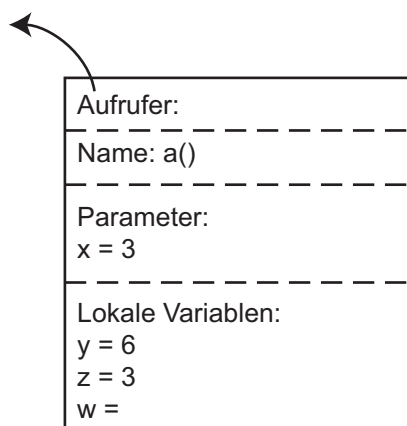 Aufrufer:
Name: a()
Parameter:
x = 3
Lokale Variablen:
y = 6
z = 3
w =